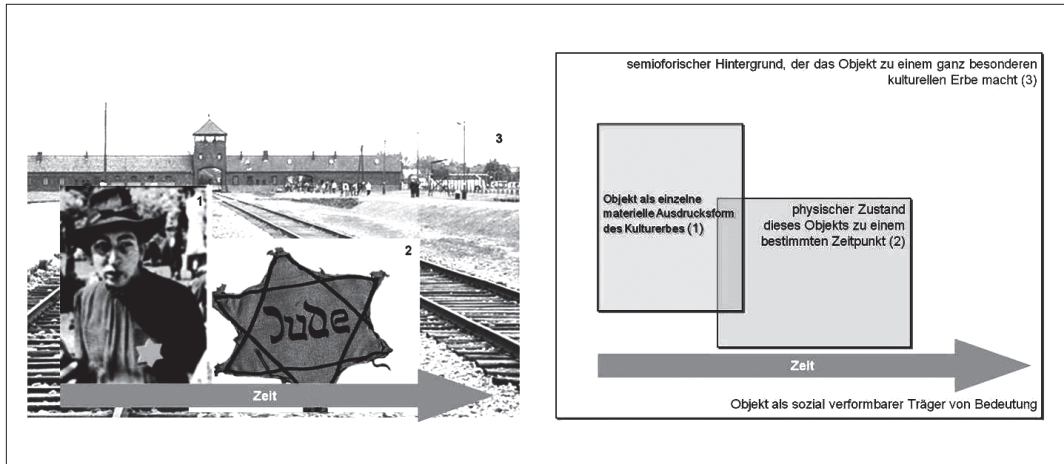 3
1
2
Jude
Zeit
semioforischer Hintergrund, der das Objekt zu einem ganz besonderen
kulturellen Erbe macht (3)
Objekt als einzelne
materielle Ausdrucksform
des Kulturerbes (1)
physischer Zustand
dieses Objekts zu einem
bestimmten Zeitpunkt (2)
Zeit
Objekt als sozial verformbarer Träger von Bedeutung